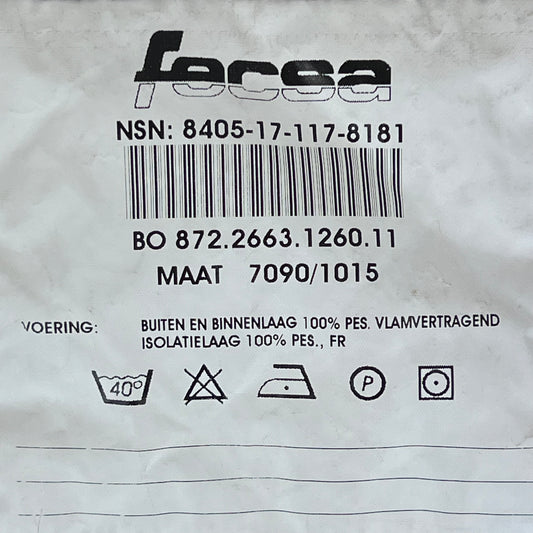 fecsa
NSN: 8405-17-117-8181
BO 872.2663.1260.11
MAAT 7090/1015
VOERING: BUITEN EN BINNENLAAG 100% PES. VLAMVERTRAGEND
ISOLATIELAAG 100% PES., FR
40° P